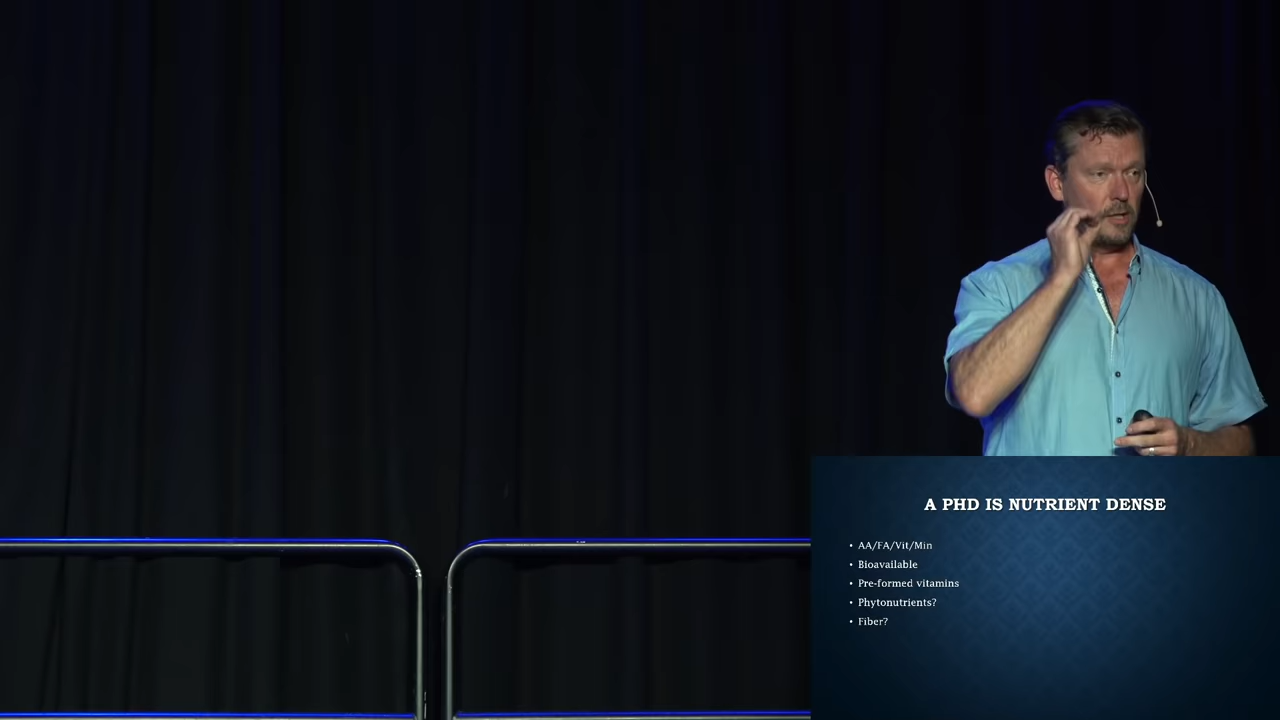 A PHD IS NUTRIENT DENSE
• AA/FA/Vit/Min
• Bioavailable
• Pre-formed vitamins
• Phytonutrients?
• Fiber?